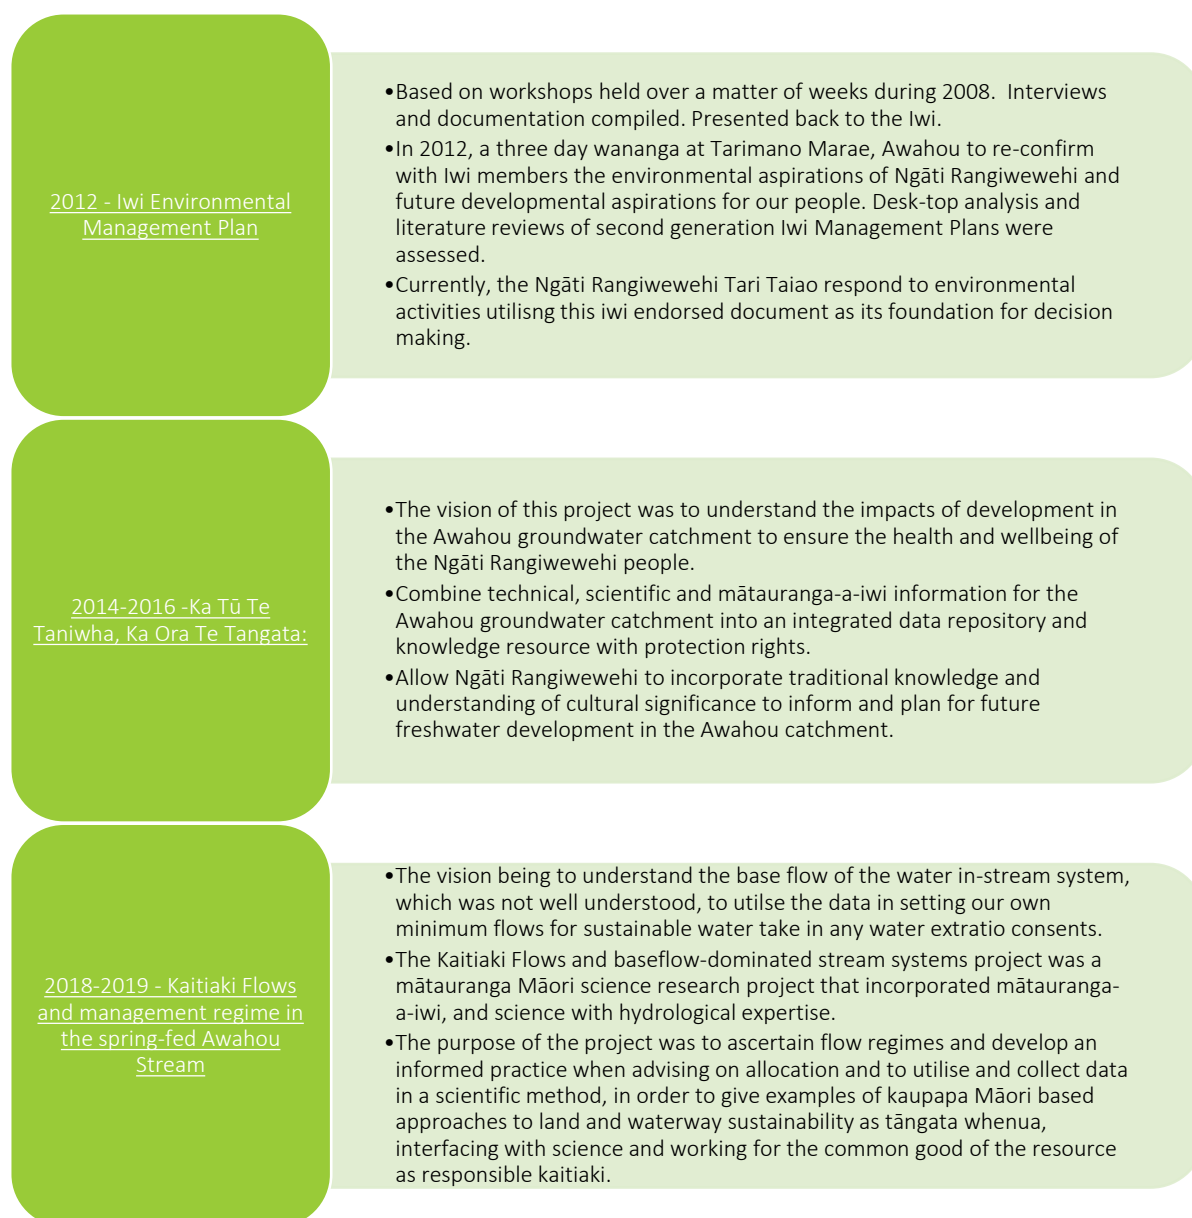 2012 - Iwi Environmental
Management Plan
•Based on workshops held over a matter of weeks during 2008.  Interviews
and documentation compiled. Presented back to the Iwi.
•In 2012, a three day wananga at Tarimano Marae, Awahou to re-confirm
with Iwi members the environmental aspirations of Ngāti Rangiwewehi and
future developmental aspirations for our people. Desk-top analysis and
literature reviews of second generation Iwi Management Plans were
assessed.
•Currently, the Ngāti Rangiwewehi Tari Taiao respond to environmental
activities utilisng this iwi endorsed document as its foundation for decision
making.
2014-2016 -Ka Tū Te
Taniwha, Ka Ora Te Tangata:
•The vision of this project was to understand the impacts of development in
the Awahou groundwater catchment to ensure the health and wellbeing of
the Ngāti Rangiwewehi people.
•Combine technical, scientific and mātauranga-a-iwi information for the
Awahou groundwater catchment into an integrated data repository and
knowledge resource with protection rights.
•Allow Ngāti Rangiwewehi to incorporate traditional knowledge and
understanding of cultural significance to inform and plan for future
freshwater development in the Awahou catchment.
2018-2019 - Kaitiaki Flows
and management regime in
the spring-fed Awahou
Stream
•The vision being to understand the base flow of the water in-stream system,
which was not well understood, to utilse the data in setting our own
minimum flows for sustainable water take in any water extratio consents.
•The Kaitiaki Flows and baseflow-dominated stream systems project was a
mātauranga Māori science research project that incorporated mātauranga-
a-iwi, and science with hydrological expertise.
•The purpose of the project was to ascertain flow regimes and develop an
informed practice when advising on allocation and to utilise and collect data
in a scientific method, in order to give examples of kaupapa Māori based
approaches to land and waterway sustainability as tāngata whenua,
interfacing with science and working for the common good of the resource
as responsible kaitiaki.